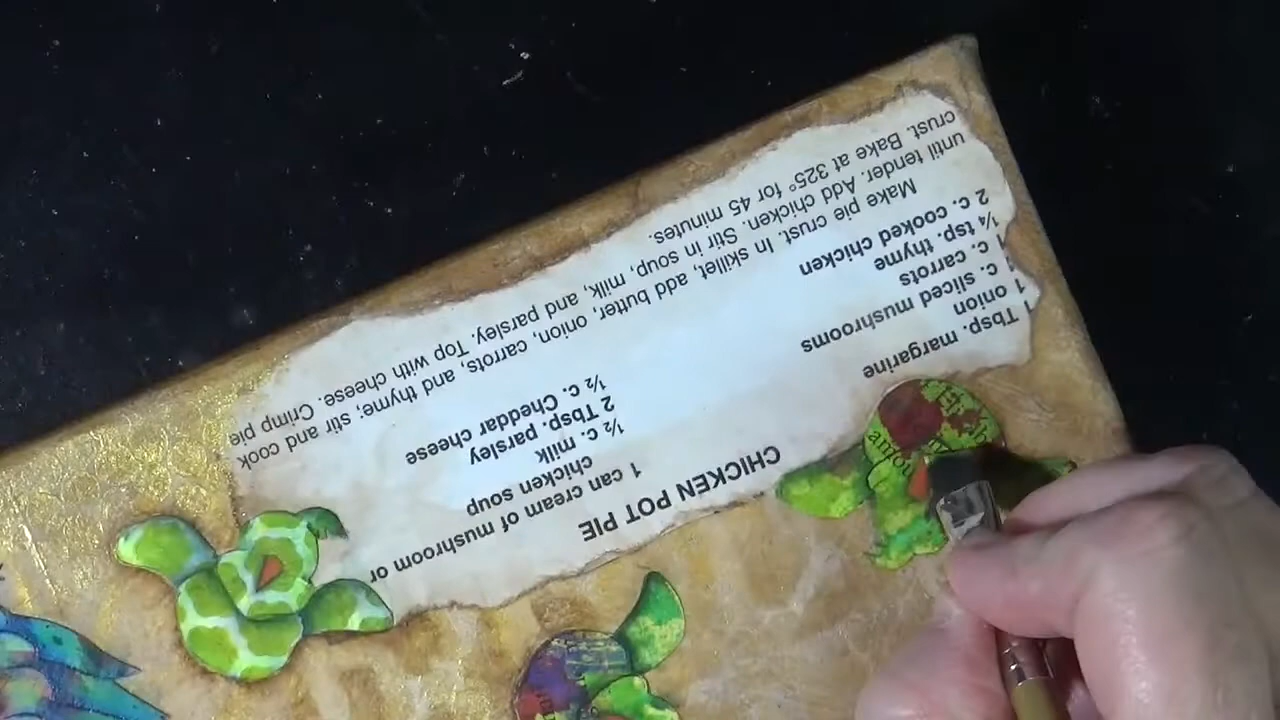 CHICKEN POT PIE
Tbsp. margarine
1 onion
1 c. sliced mushrooms
1 c. carrots
¼ tsp. thyme
2 c. cooked chicken
1 can cream of mushroom or
chicken soup
½ c. milk
2 Tbsp. parsley
½ c. Cheddar cheese
Make pie crust. In skillet, add butter, onion, carrots, and thyme; stir and cook
until tender. Add chicken. Stir in soup, milk, and parsley. Top with cheese. Crimp pie
crust. Bake at 325° for 45 minutes.